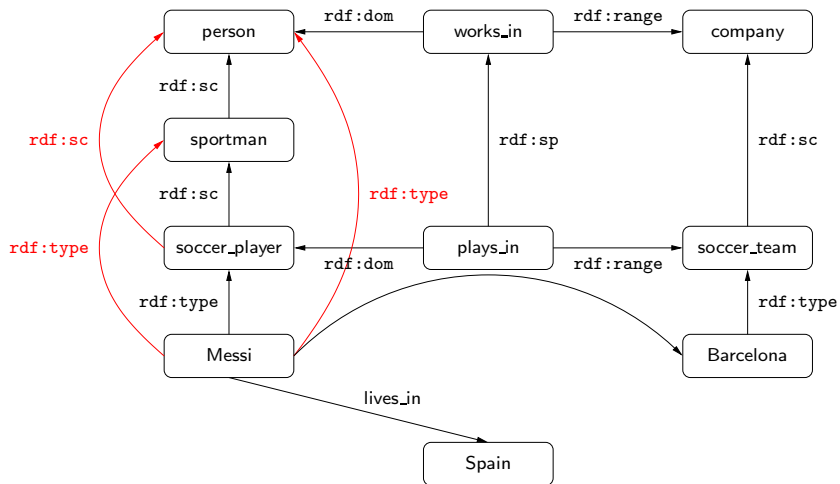 rdf:dom
rdf:range
person
works_in
company
rdf:sc
rdf:sc
sportman
rdf:sp
rdf:sc
rdf:sc
rdf:type
rdf:type
soccer_player
plays_in
soccer_team
rdf:dom
rdf:range
rdf:type
rdf:type
Messi
Barcelona
lives_in
Spain